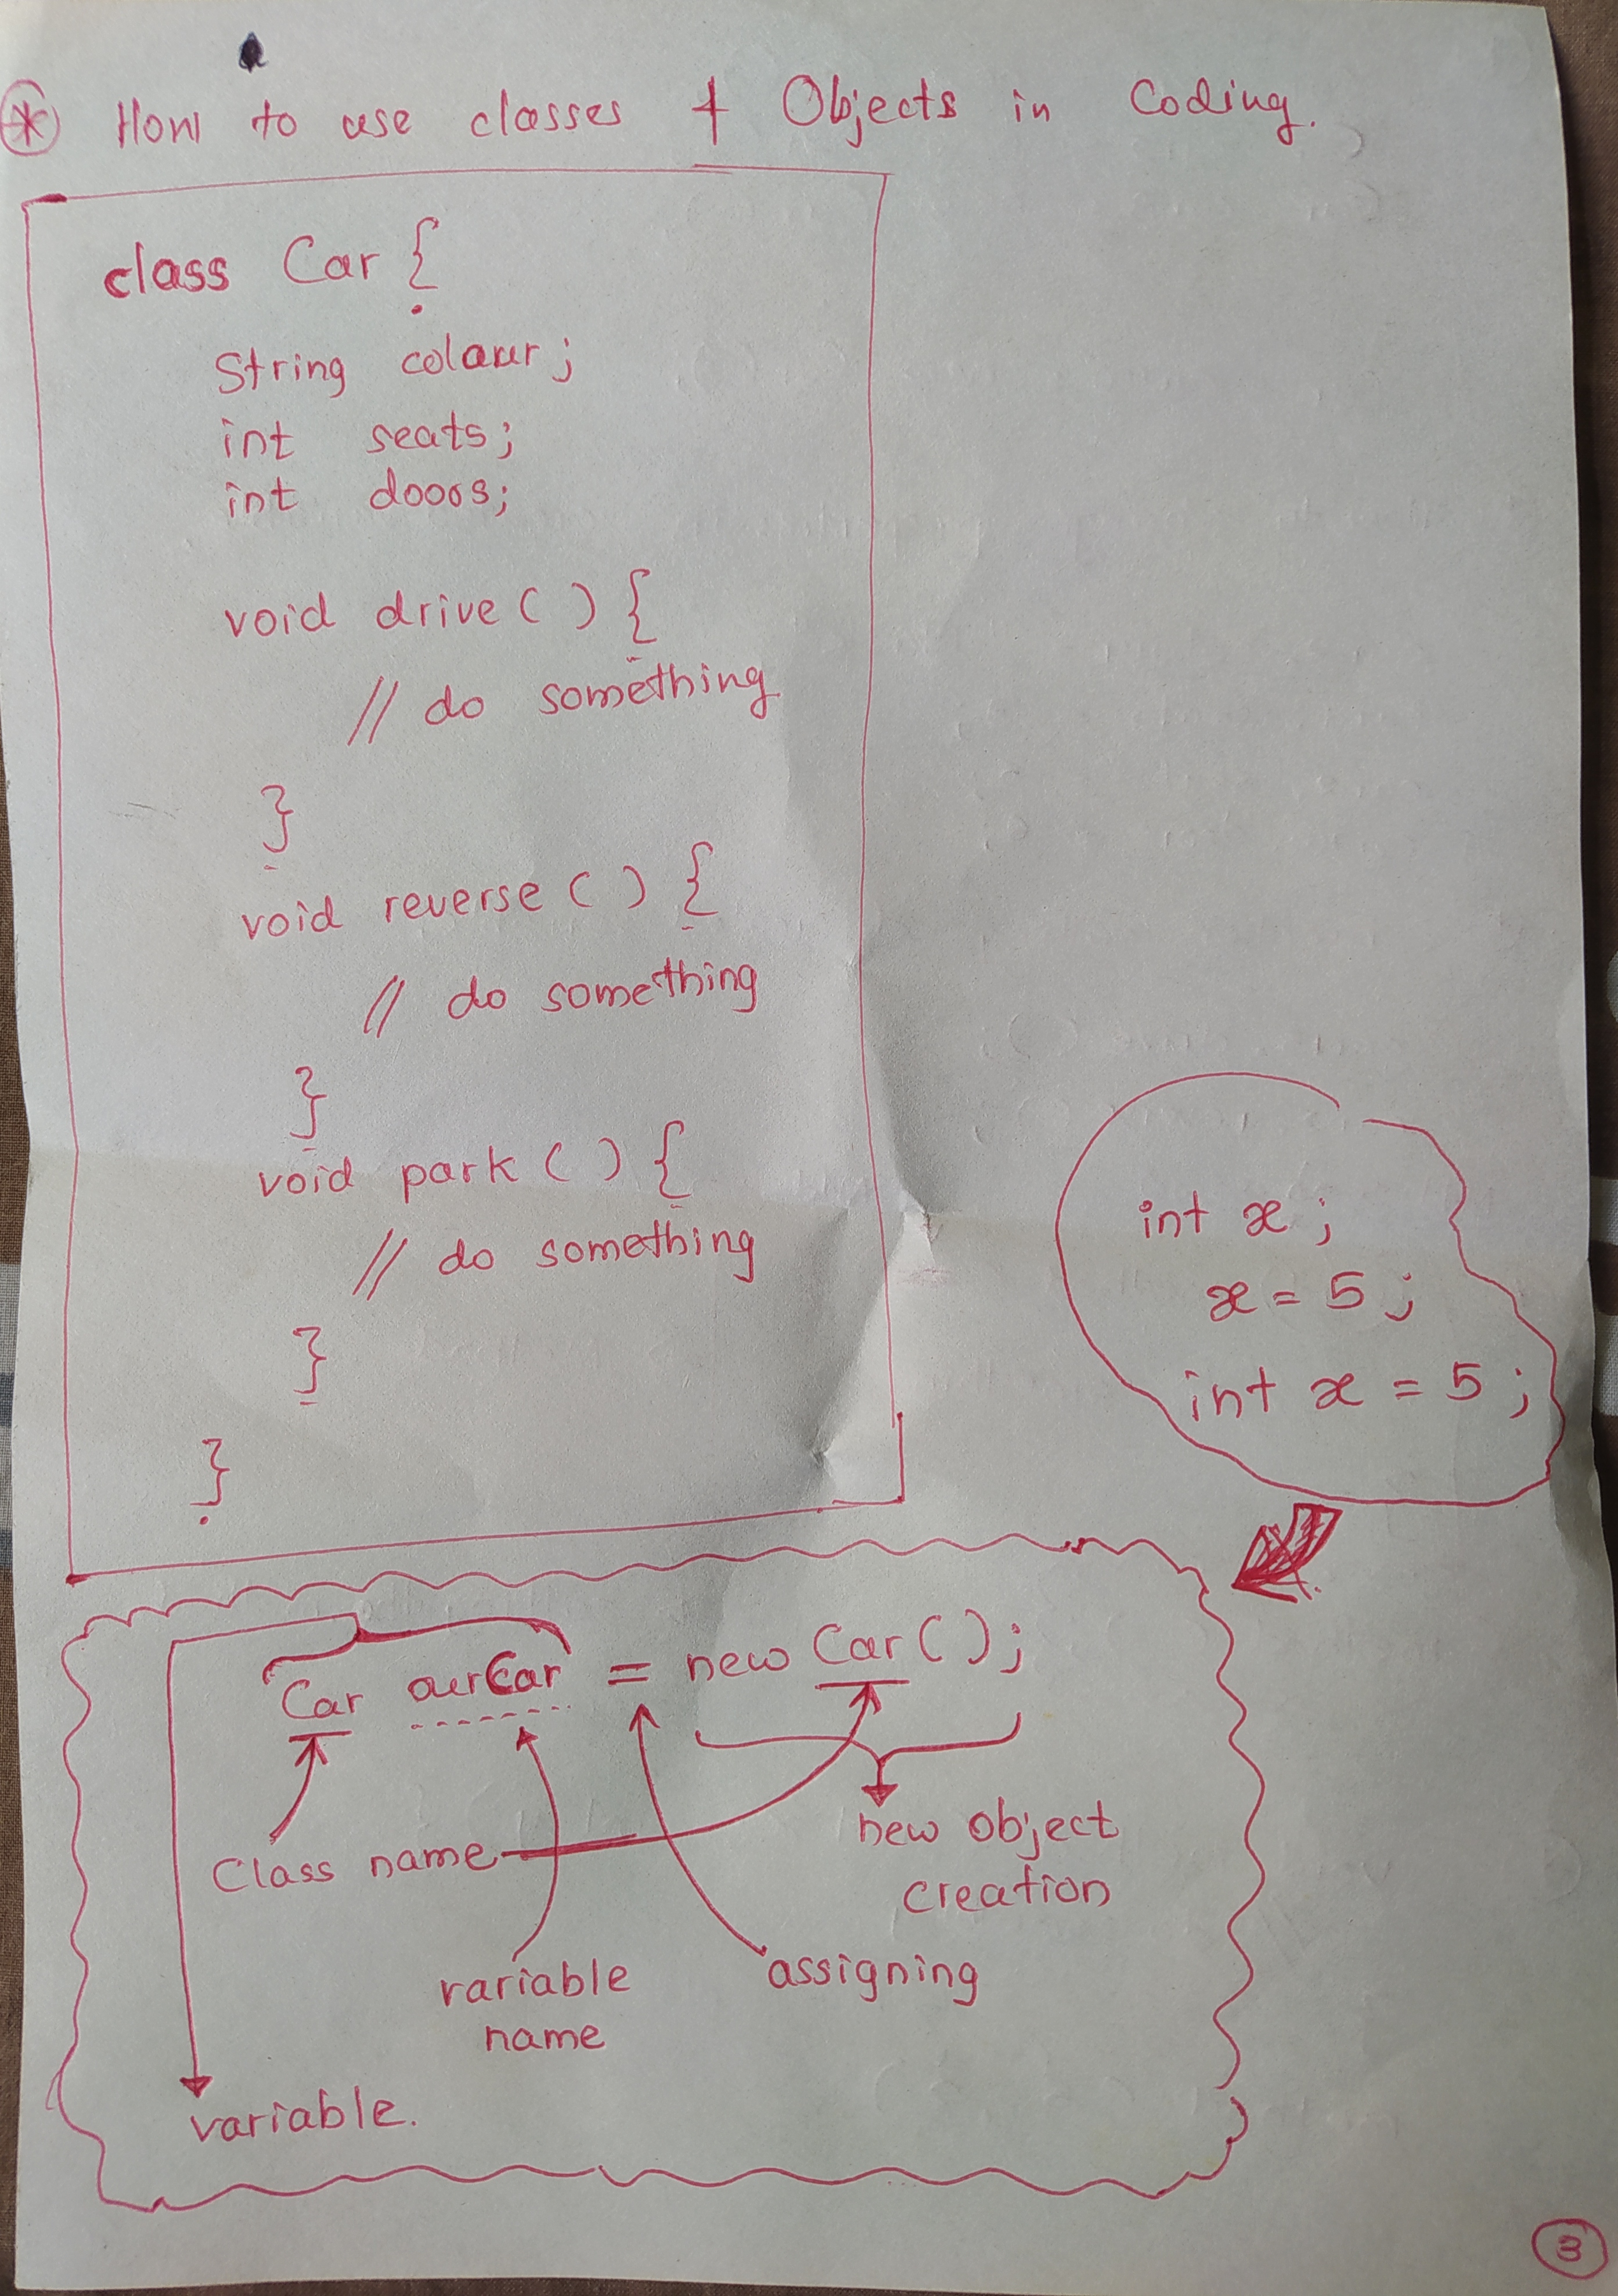 * How to use classes & Objects in Coding.
class Car {
String colour;
int seats;
int doors;
void drive ( ) {
// do something
}
void reverse ( ) {
// do something
}
void park ( ) {
// do something
}
}
int x ;
x = 5 ;
int x = 5 ;
Car ourCar = new Car ( ) ;
Class name
new object
creation
variable
name
assigning
variable.
3